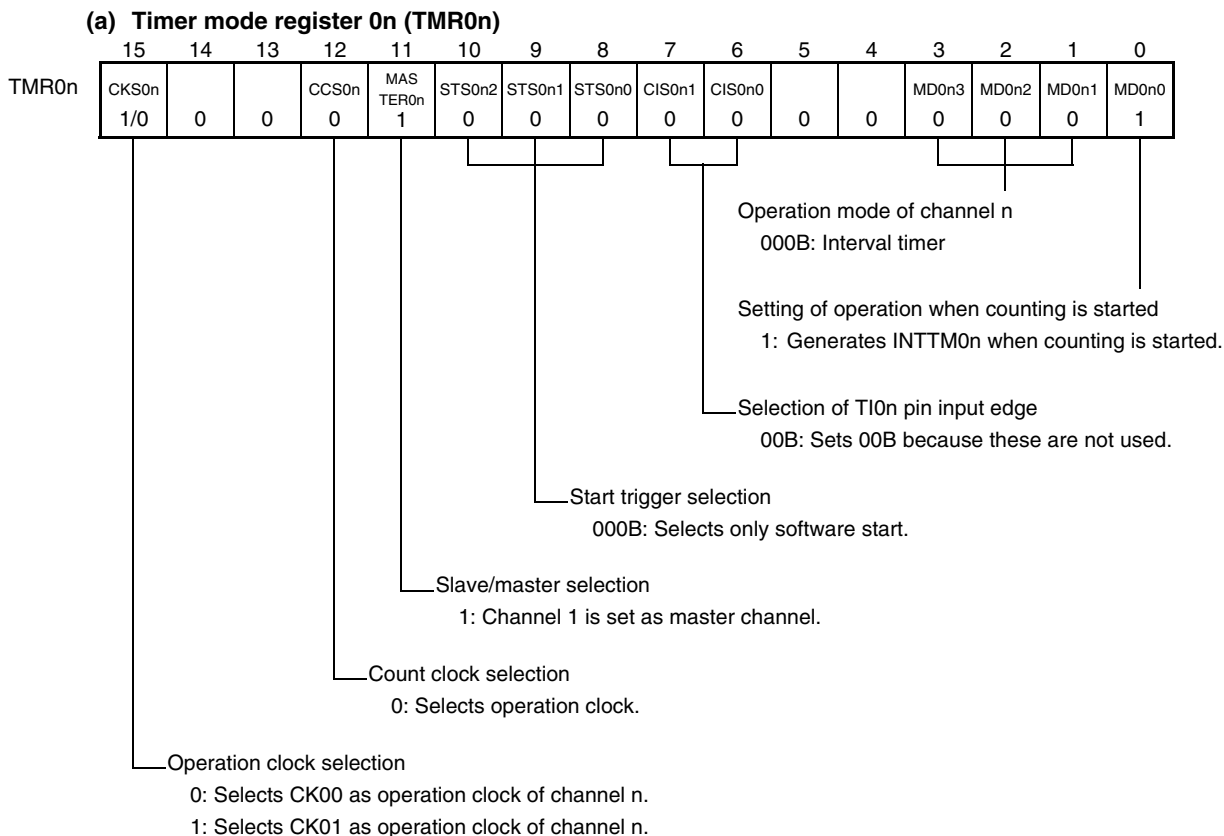 (a) Timer mode register 0n (TMR0n)
15 14 13 12 11 10 9 8 7 6 5 4 3 2 1 0
TMR0n CKS0n CCS0n MAS TER0n STS0n2 STS0n1 STS0n0 CIS0n1 CIS0n0 MD0n3 MD0n2 MD0n1 MD0n0
1/0 0 0 0 1 0 0 0 0 0 0 0 0 0 0 1
Operation mode of channel n
000B: Interval timer
Setting of operation when counting is started
1: Generates INTTM0n when counting is started.
Selection of TI0n pin input edge
00B: Sets 00B because these are not used.
Start trigger selection
000B: Selects only software start.
Slave/master selection
1: Channel 1 is set as master channel.
Count clock selection
0: Selects operation clock.
Operation clock selection
0: Selects CK00 as operation clock of channel n.
1: Selects CK01 as operation clock of channel n.